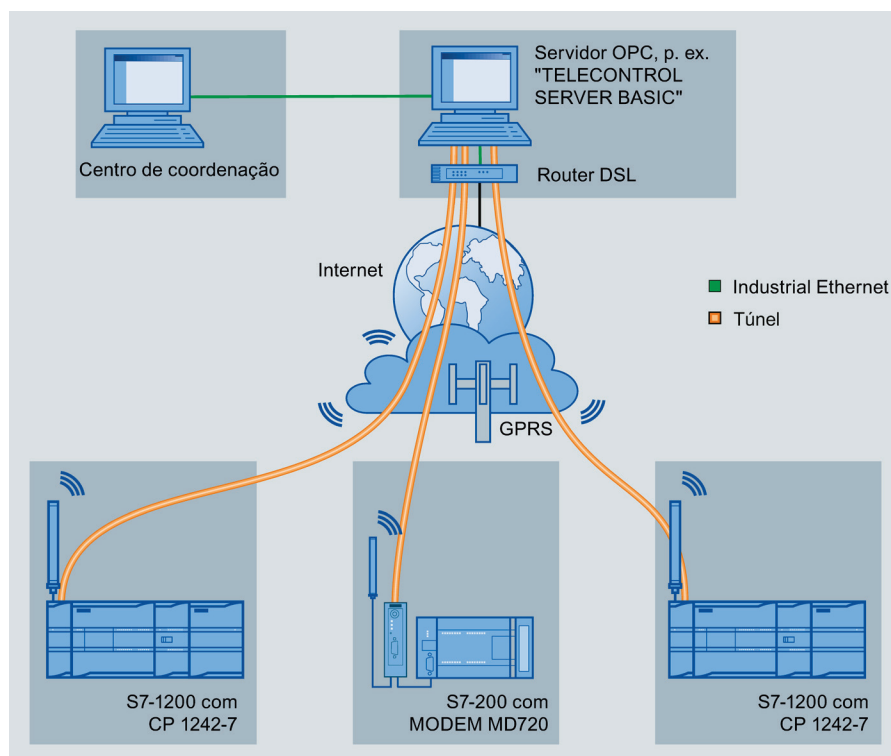 Centro de coordenação
Servidor OPC, p. ex.
"TELECONTROL
SERVER BASIC"
Router DSL
Internet
Industrial Ethernet
Túnel
GPRS
S7-1200 com
CP 1242-7
S7-200 com
MODEM MD720
S7-1200 com
CP 1242-7